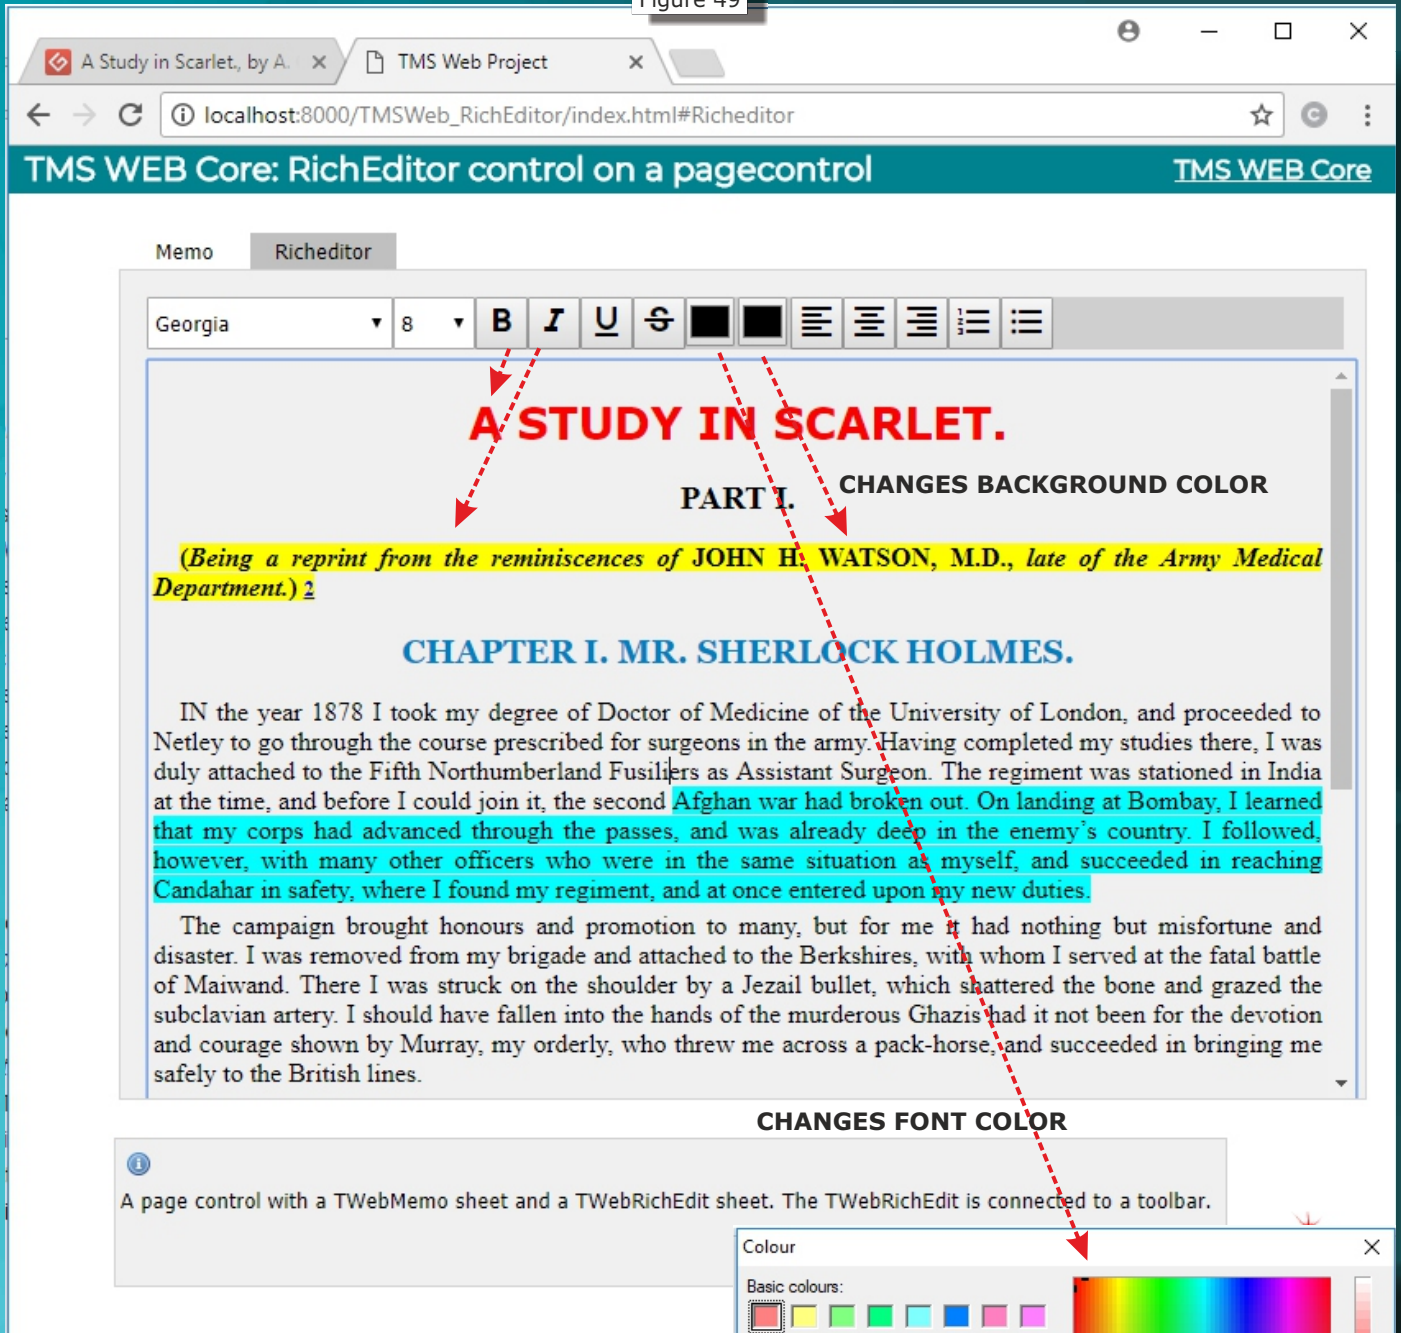 Figure 49
A Study in Scarlet., by A.
TMS Web Project
localhost:8000/TMSWeb_RichEditor/index.html#Richeditor
TMS WEB Core: RichEditor control on a pagecontrol
TMS WEB Core
Memo
Richeditor
Georgia
8
B
I
U
S
A STUDY IN SCARLET.
PART I.
CHANGES BACKGROUND COLOR
(Being a reprint from the reminiscences of JOHN H. WATSON, M.D., late of the Army Medical
Department.) 2
CHAPTER I. MR. SHERLOCK HOLMES.
IN the year 1878 I took my degree of Doctor of Medicine of the University of London, and proceeded to
Netley to go through the course prescribed for surgeons in the army. Having completed my studies there, I was
duly attached to the Fifth Northumberland Fusiliers as Assistant Surgeon. The regiment was stationed in India
at the time, and before I could join it, the second Afghan war had broken out. On landing at Bombay, I learned
that my corps had advanced through the passes, and was already deep in the enemy's country. I followed,
however, with many other officers who were in the same situation as myself, and succeeded in reaching
Candahar in safety, where I found my regiment, and at once entered upon my new duties.
The campaign brought honours and promotion to many, but for me it had nothing but misfortune and
disaster. I was removed from my brigade and attached to the Berkshires, with whom I served at the fatal battle
of Maiwand. There I was struck on the shoulder by a Jezail bullet, which shattered the bone and grazed the
subclavian artery. I should have fallen into the hands of the murderous Ghazis had it not been for the devotion
and courage shown by Murray, my orderly, who threw me across a pack-horse, and succeeded in bringing me
safely to the British lines.
CHANGES FONT COLOR
A page control with a TWebMemo sheet and a TWebRichEdit sheet. The TWebRichEdit is connected to a toolbar.
Colour
Basic colours: